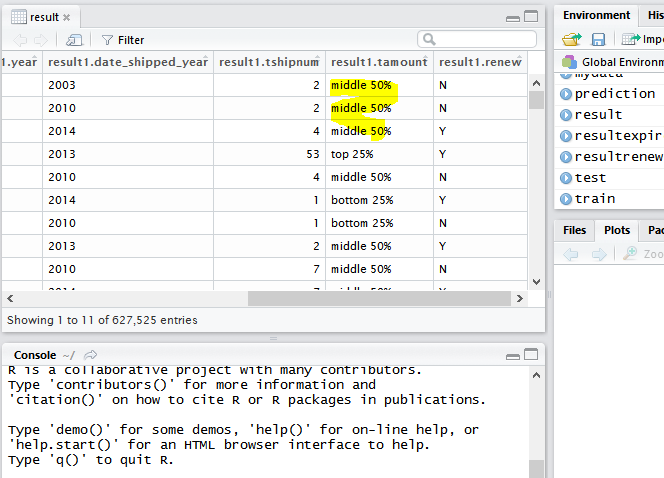 result
Filter
1.year result1.date_shipped_year result1.tshipnum result1.tamount result1.renew
2003 2 middle 50% N
2010 2 middle 50% N
2014 4 middle 50% Y
2013 53 top 25% Y
2010 4 middle 50% N
2014 1 bottom 25% Y
2010 1 bottom 25% N
2013 2 middle 50% Y
2010 7 middle 50% N
Showing 1 to 11 of 627,525 entries
Console ~/
R is a collaborative project with many contributors.
Type 'contributors()' for more information and
'citation()' on how to cite R or R packages in publications.
Type 'demo()' for some demos, 'help()' for on-line help, or
'help.start()' for an HTML browser interface to help.
Type 'q()' to quit R.
Environment His
Impo
Global Environm
mydata
prediction
result
resultexpir
resultrenew
test
train
Files Plots Pac
Zoo